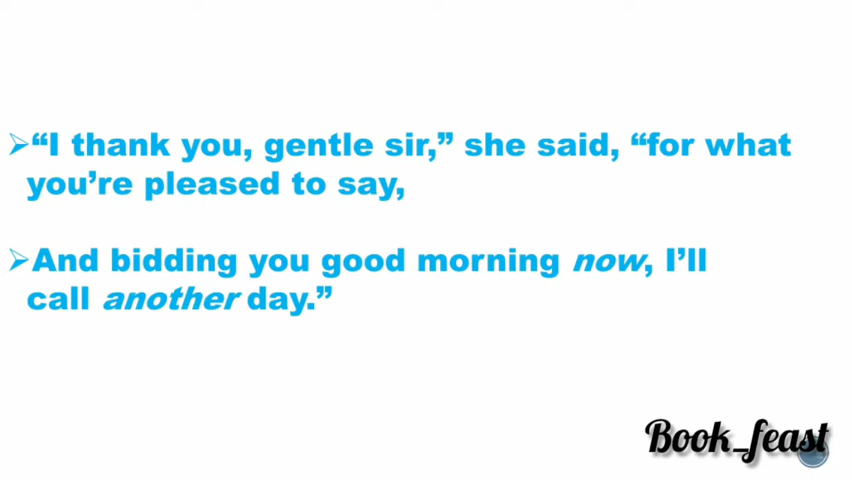 “I thank you, gentle sir,” she said, “for what
you’re pleased to say,
And bidding you good morning now, I’ll
call another day.”
Book_feast